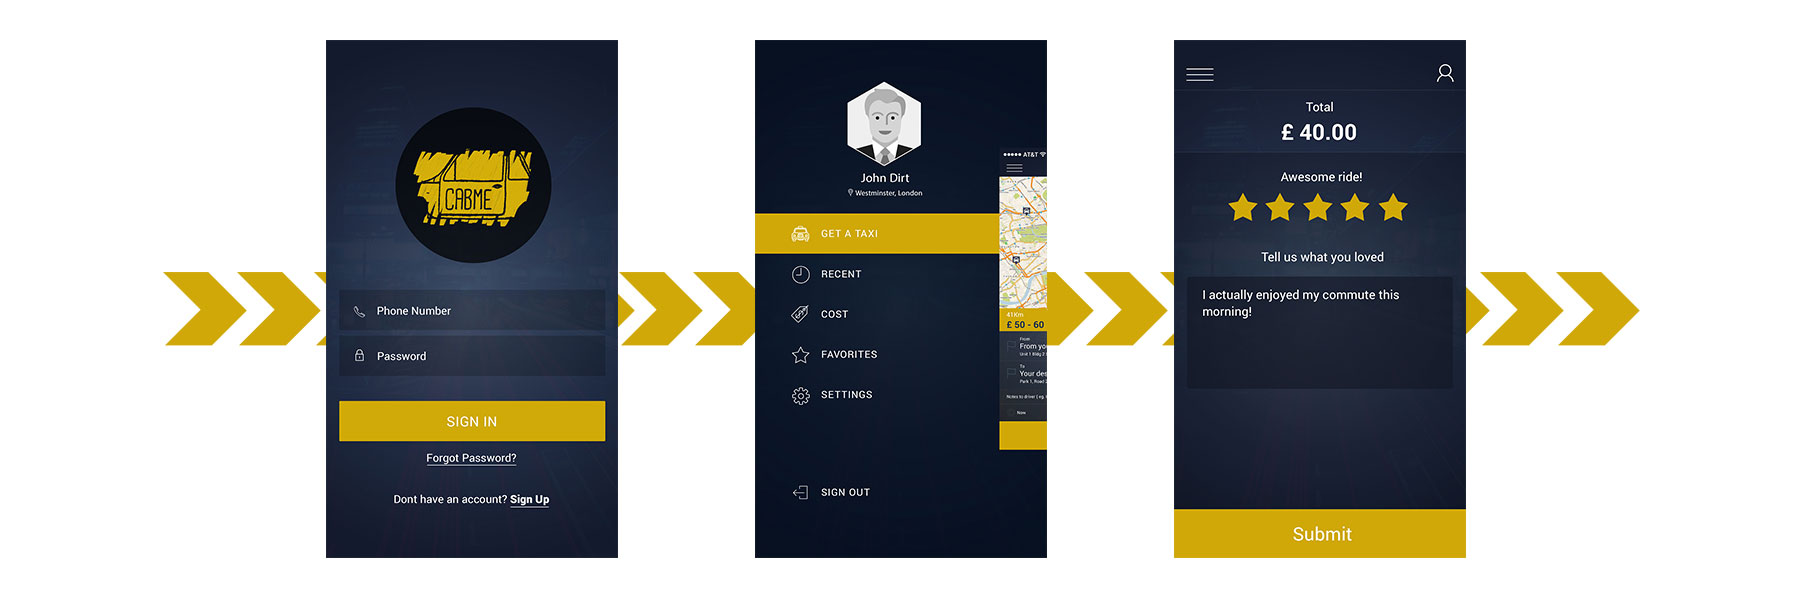 CABME
Phone Number
Password
SIGN IN
Forgot Password?
Dont have an account? Sign Up
John Dirt
Westminster, London
GET A TAXI
RECENT
COST
FAVORITES
SETTINGS
SIGN OUT
AT&T
41Km
£ 50 - 60
From
From yo
Unit 1 Bldg 2
To
Your des
Park 1, Road 2
Notes to driver ( eg.
Now
Total
£ 40.00
Awesome ride!
Tell us what you loved
I actually enjoyed my commute this
morning!
Submit